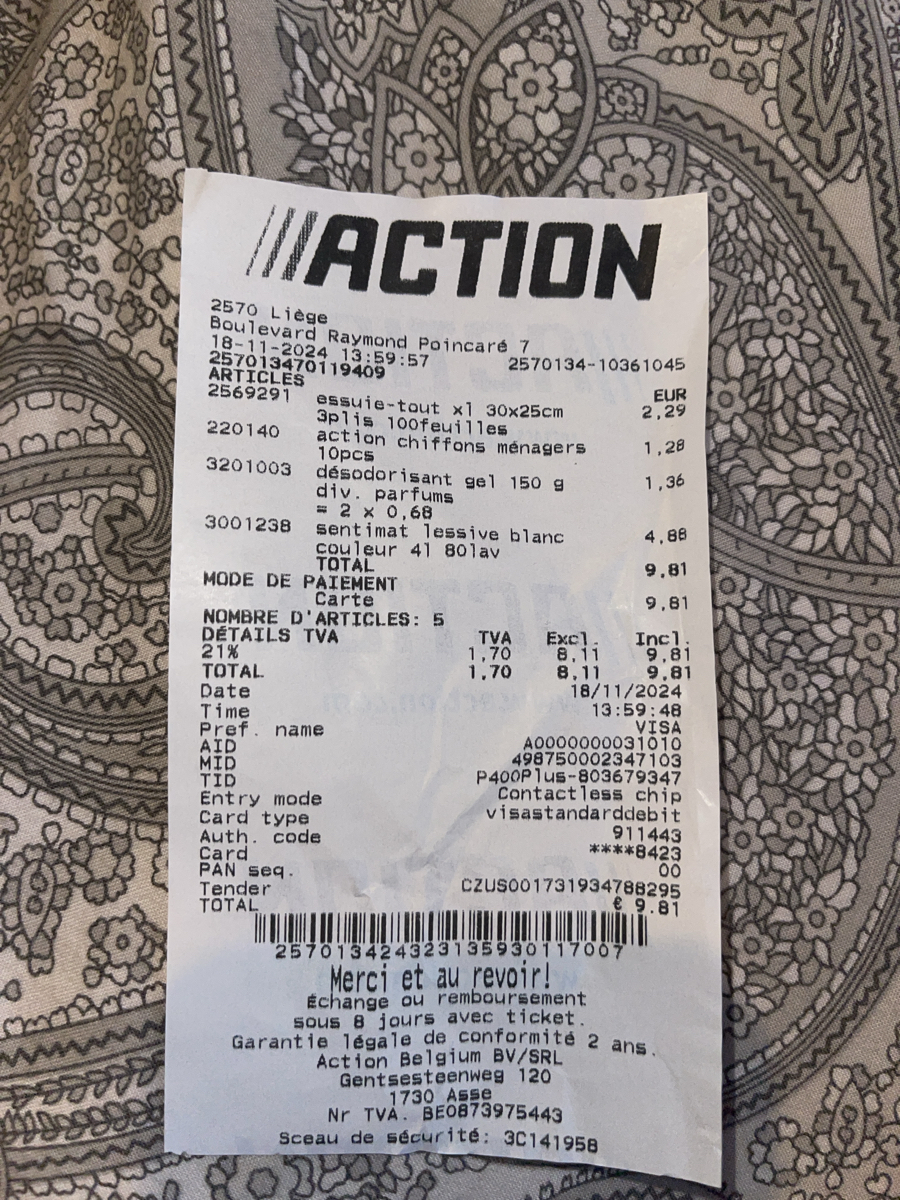 ///ACTION
2570 Liège
Boulevard Raymond Poincaré 7
18-11-2024 13:59:57 2570134-10361045
257013470119409
ARTICLES EUR
2569291 essuie-tout xl 30x25cm 2,29
3plis 100feuilles
220140 action chiffons ménagers 1,28
10pcs
3201003 désodorisant gel 150 g 1,36
div. parfums
= 2 x 0,68
3001238 sentimat lessive blanc 4,88
couleur 4l 80lav
TOTAL 9,81
MODE DE PAIEMENT
Carte 9,81
NOMBRE D'ARTICLES: 5
DÉTAILS TVA TVA Excl. Incl.
21% 1,70 8,11 9,81
TOTAL 1,70 8,11 9,81
Date 18/11/2024
Time 13:59:48
Pref. name VISA
AID A0000000031010
MID 498750002347103
TID P400Plus-803679347
Entry mode Contactless chip
Card type visastandarddebit
Auth. code 911443
Card ****8423
PAN seq. 00
Tender CZUS001731934788295
TOTAL € 9.81
2570134243231359301​17007
Merci et au revoir!
Échange ou remboursement
sous 8 jours avec ticket.
Garantie légale de conformité 2 ans.
Action Belgium BV/SRL
Gentsesteenweg 120
1730 Asse
Nr TVA. BE0873975443
Sceau de sécurité: 3C141958